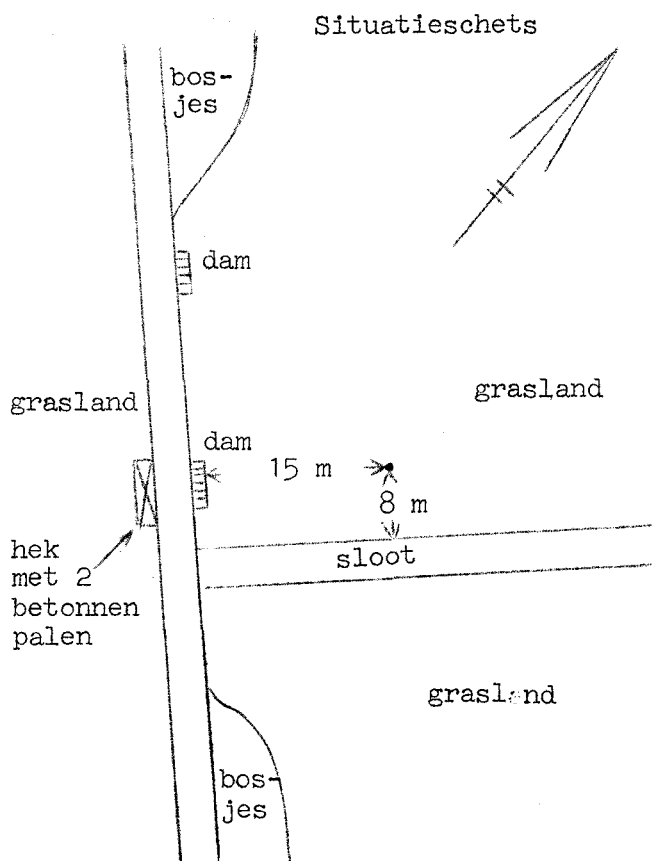 Situatieschets
bos-
jes
dam
grasland
grasland
dam
15 m
8 m
hek
met 2
betonnen
palen
sloot
grasland
bos-
jes